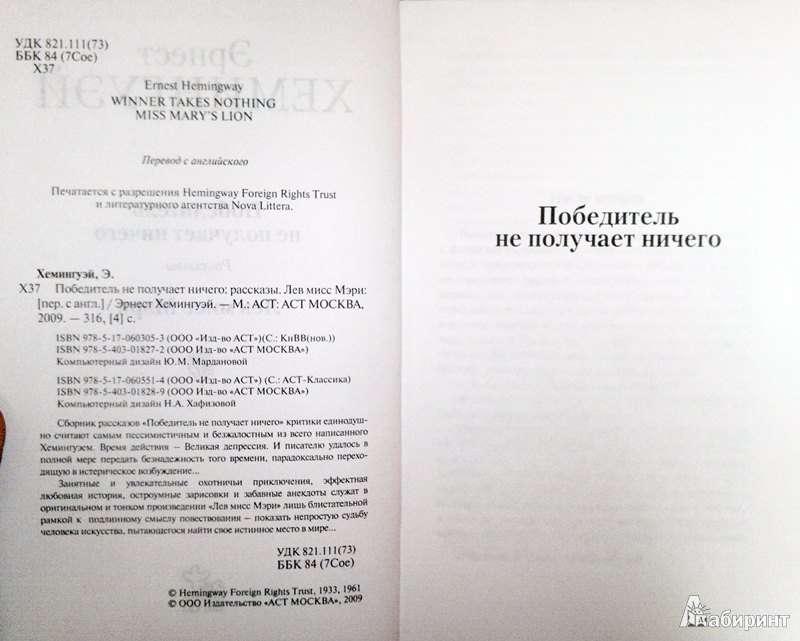 УДК 821.111(73)
ББК 84 (7Сое)
Х37
Ernest Hemingway
WINNER TAKES NOTHING
MISS MARY'S LION
Перевод с английского
Печатается с разрешения Hemingway Foreign Rights Trust
и литературного агентства Nova Littera.
Хемингуэй, Э.
Х37 Победитель не получает ничего: рассказы. Лев мисс Мэри:
[пер. с англ.] / Эрнест Хемингуэй. — М.: АСТ: АСТ МОСКВА,
2009. — 316, [4] с.
ISBN 978-5-17-060305-3 (ООО «Изд-во АСТ»)(С.: КнВВ(нов.))
ISBN 978-5-403-01827-2 (ООО Изд-во «АСТ МОСКВА»)
Компьютерный дизайн Ю.М. Мардановой
ISBN 978-5-17-060551-4 (ООО «Изд-во АСТ») (С.: АСТ-Классика)
ISBN 978-5-403-01828-9 (ООО Изд-во «АСТ МОСКВА»)
Компьютерный дизайн Н.А. Хафизовой
Сборник рассказов «Победитель не получает ничего» критики единодуш-
но считают самым пессимистичным и безжалостным из всего написанного
Хемингуэем. Время действия – Великая депрессия. И писателю удалось в
полной мере передать безнадежность того времени, парадоксально перехо-
дящую в истерическое возбуждение...
Занятные и увлекательные охотничьи приключения, эффектная
любовная история, остроумные зарисовки и забавные анекдоты служат в
оригинальном и тонком произведении «Лев мисс Мэри» лишь блистательной
рамкой к подлинному смыслу повествования – показать непростую судьбу
человека искусства, пытающегося найти свое истинное место в мире...
УДК 821.111(73)
ББК 84 (7Сое)
© Hemingway Foreign Rights Trust, 1933, 1961
© ООО Издательство «АСТ МОСКВА», 2009
Победитель
не получает ничего
Лабиринт